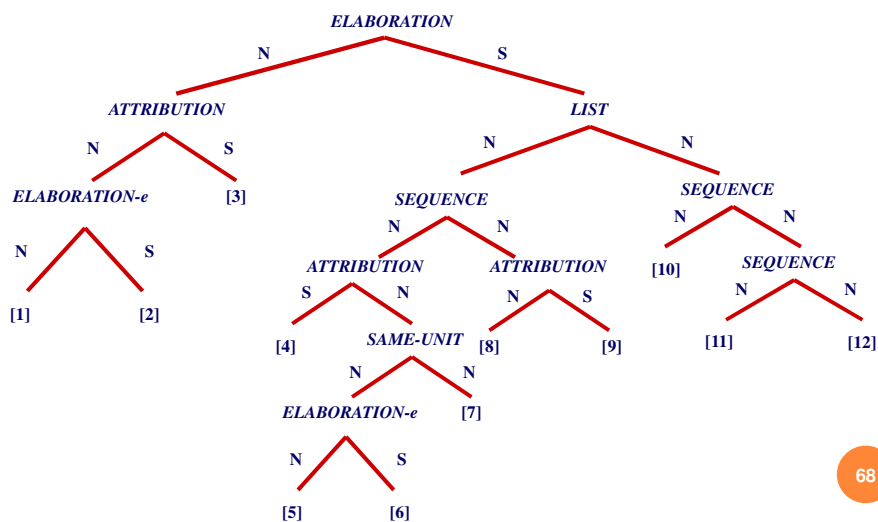 ELABORATION
N S
ATTRIBUTION LIST
N S N N
ELABORATION-e [3] SEQUENCE SEQUENCE
N S N N N N
[1] [2] ATTRIBUTION ATTRIBUTION [10] SEQUENCE
S N N S N N
[4] SAME-UNIT [8] [9] [11] [12]
N N
ELABORATION-e [7]
N S
68
[5] [6]